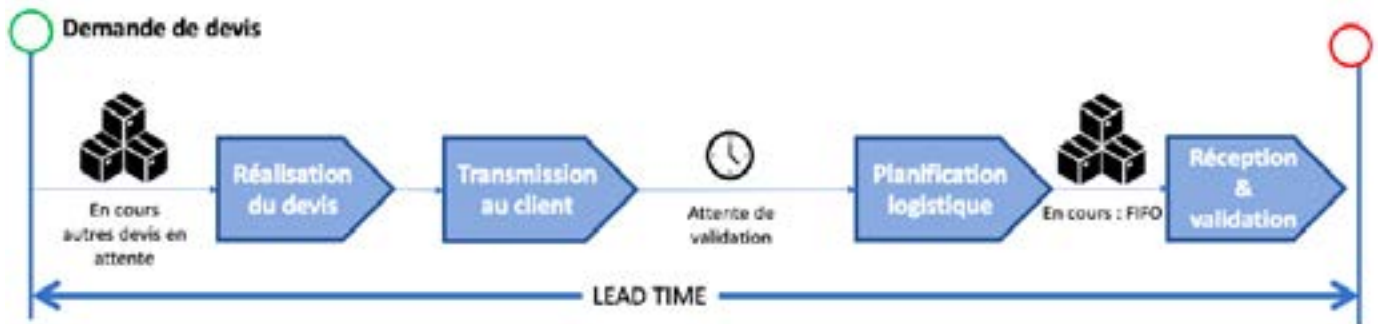 Demande de devis
En cours
autres devis en
attente
Réalisation
du devis
Transmission
au client
Attente de
validation
Planification
logistique
En cours : FIFO
Réception
&
validation
LEAD TIME